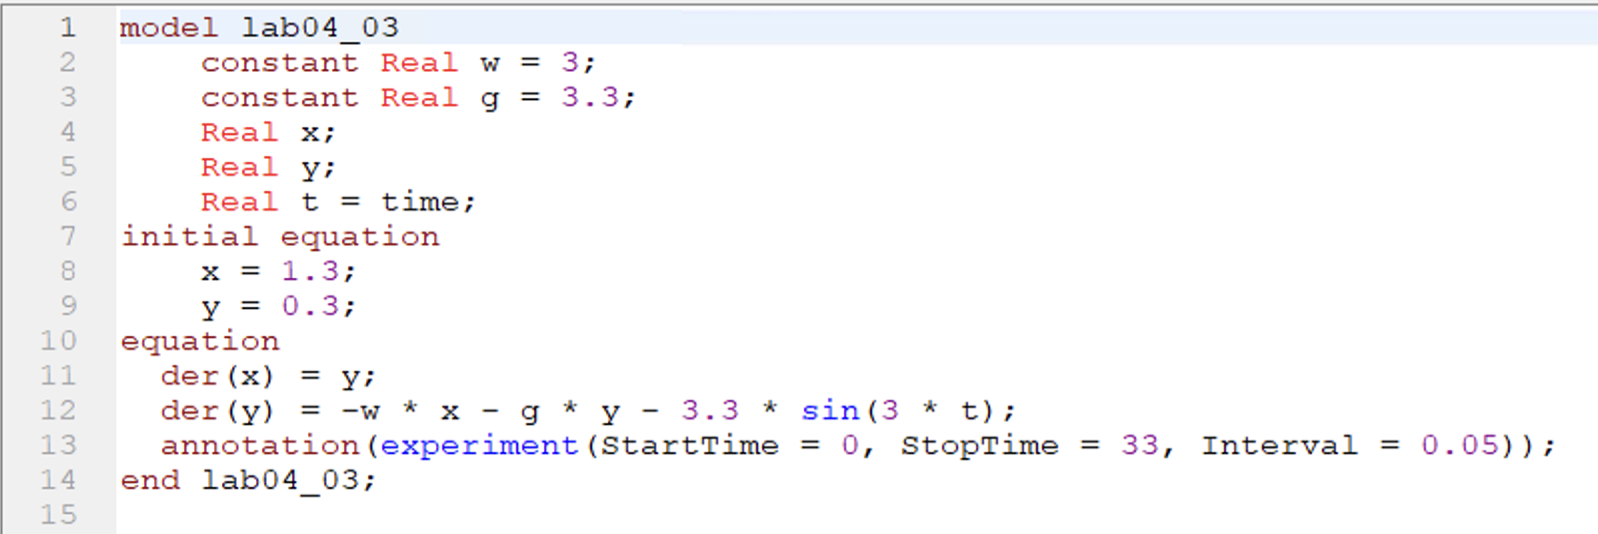 1 model lab04_03
2     constant Real w = 3;
3     constant Real g = 3.3;
4     Real x;
5     Real y;
6     Real t = time;
7 initial equation
8     x = 1.3;
9     y = 0.3;
10 equation
11   der(x) = y;
12   der(y) = -w * x - g * y - 3.3 * sin(3 * t);
13   annotation(experiment(StartTime = 0, StopTime = 33, Interval = 0.05));
14 end lab04_03;
15